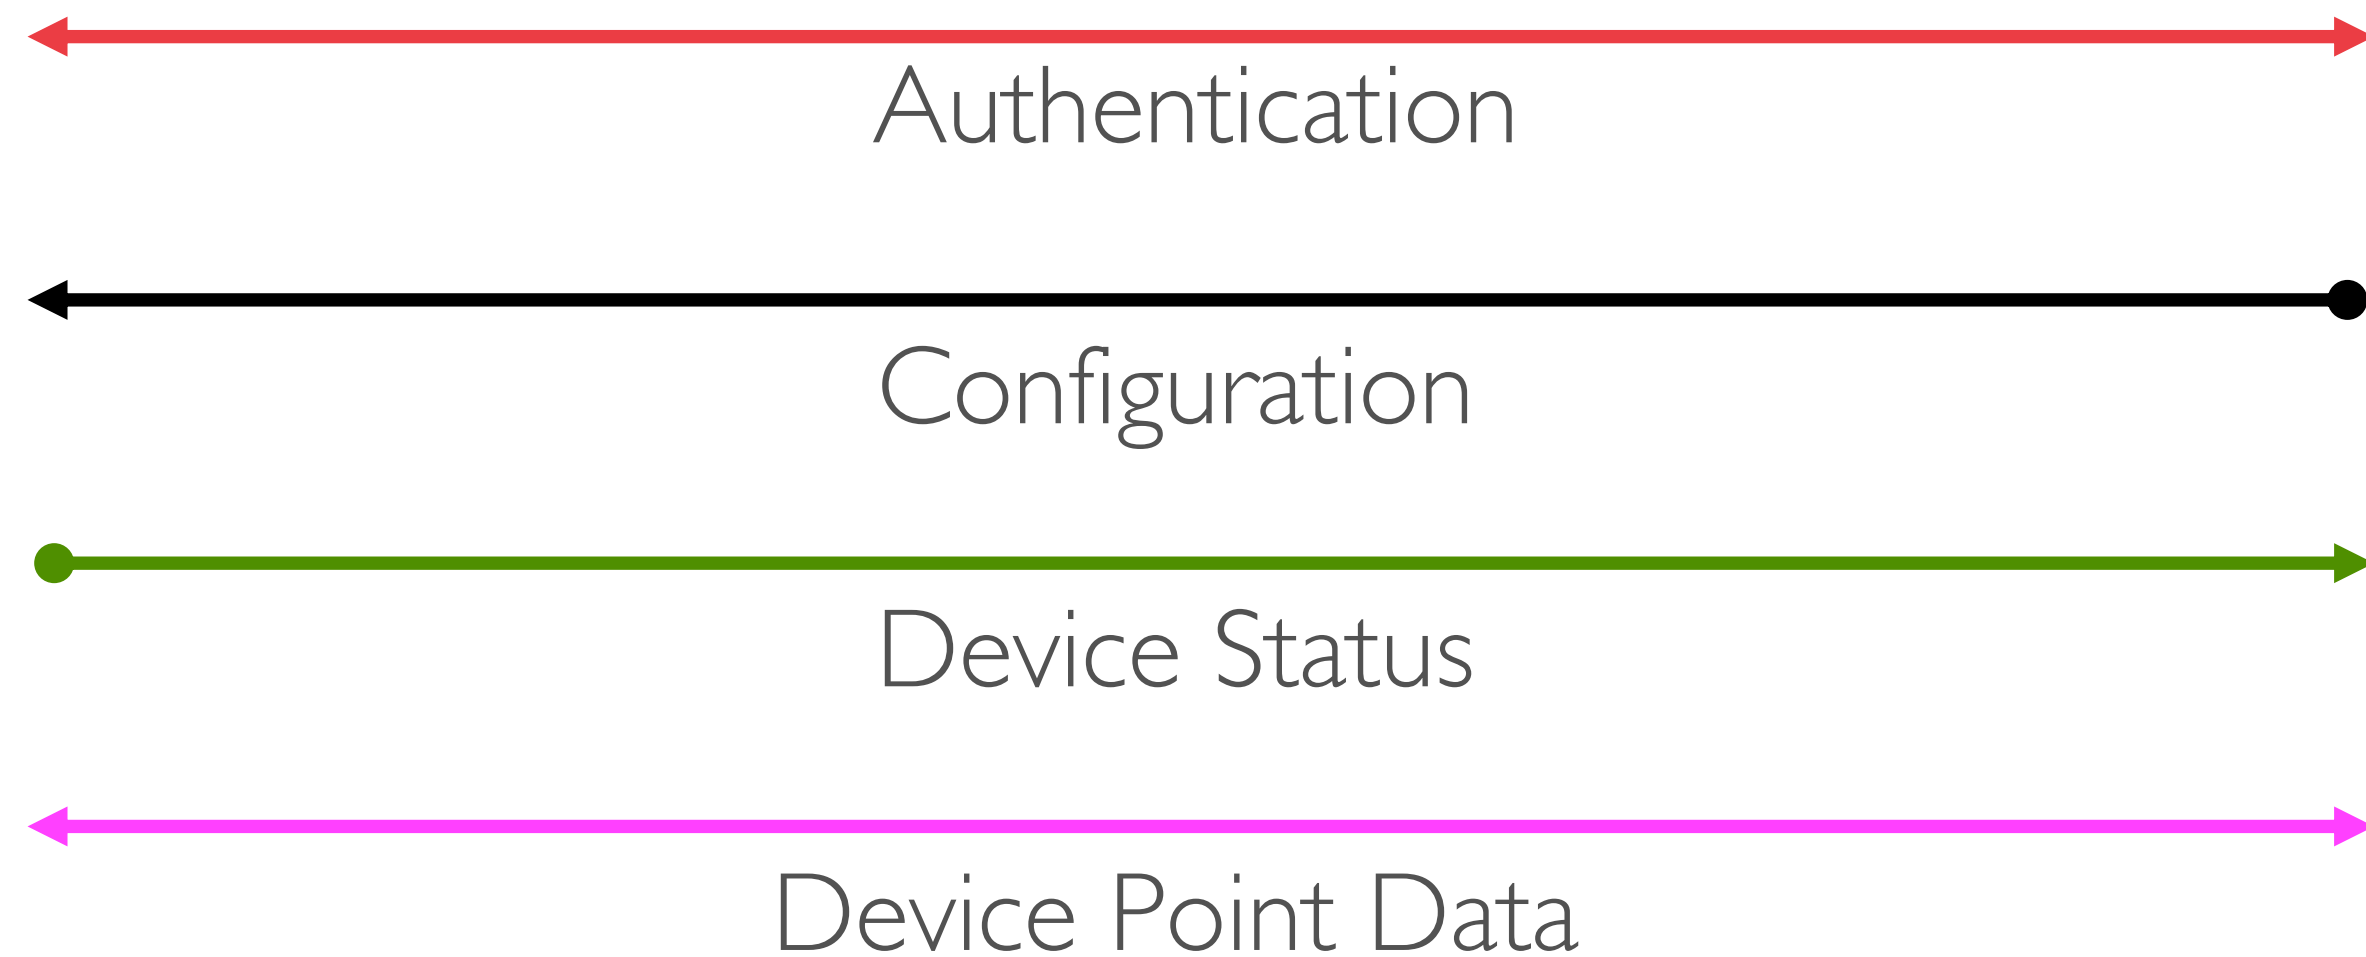 Authentication
Configuration
Device Status
Device Point Data